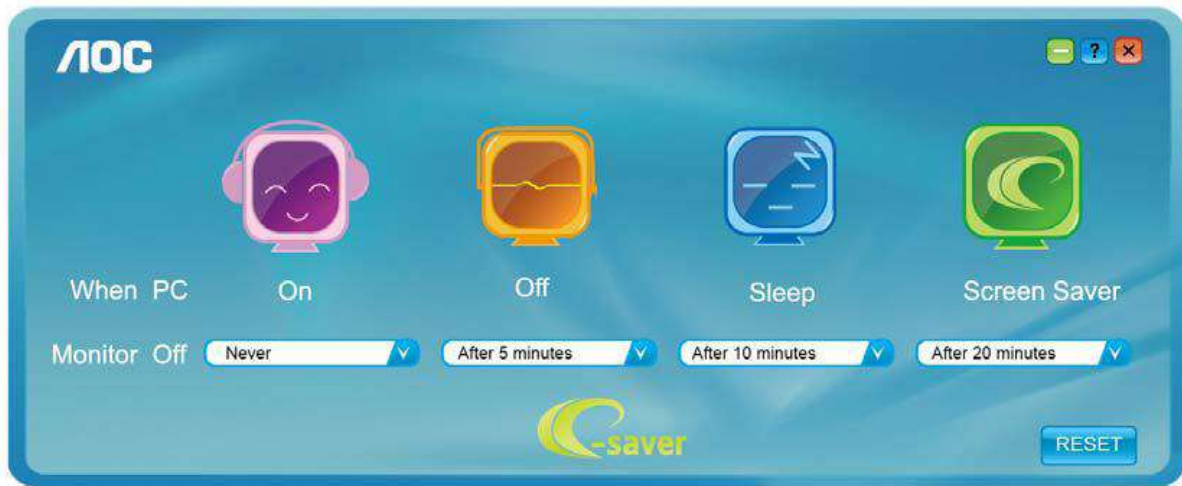 AOC
?
When PC On Off Sleep Screen Saver
Monitor Off Never After 5 minutes After 10 minutes After 20 minutes
e-saver
RESET